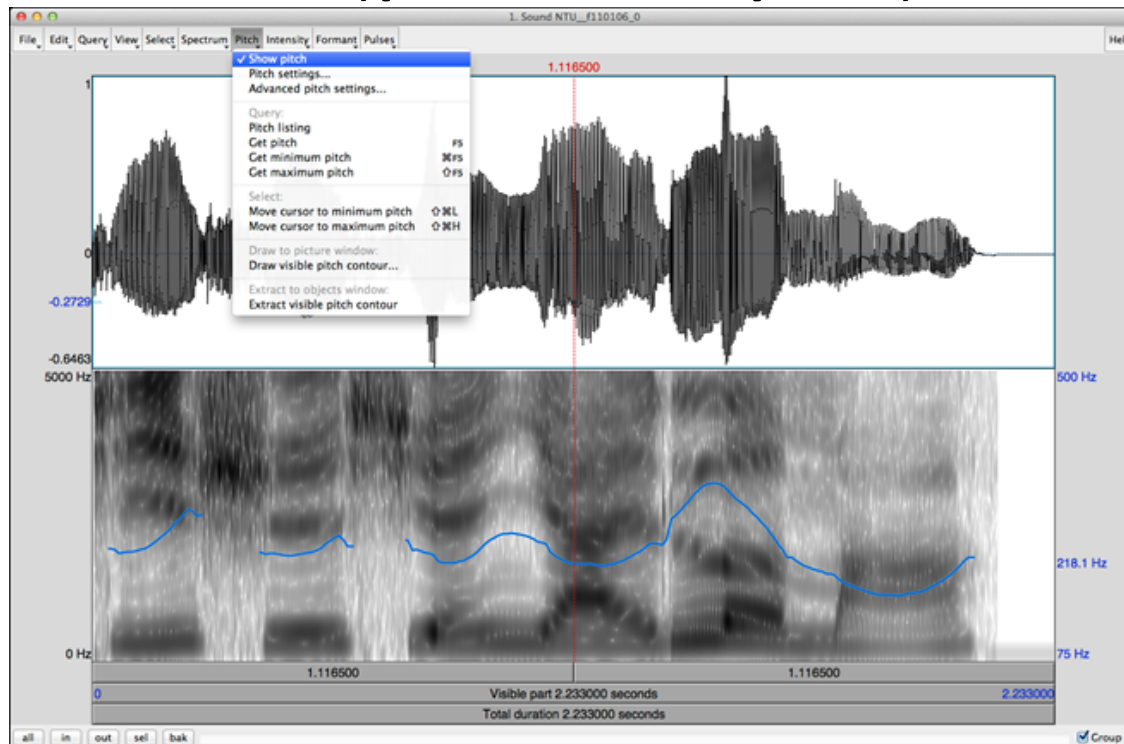 1. Sound NTU__f110106_0
File Edit Query View Select Spectrum Pitch Intensity Formant Pulses Hel
✓ Show pitch
Pitch settings...
Advanced pitch settings...
Query:
Pitch listing
Get pitch F5
Get minimum pitch ⌘F5
Get maximum pitch ⇧F5
Select:
Move cursor to minimum pitch ⇧⌘L
Move cursor to maximum pitch ⇧⌘H
Draw to picture window:
Draw visible pitch contour...
Extract to objects window:
Extract visible pitch contour
1.116500
1
0
-0.2729
-0.6463
5000 Hz 500 Hz
218.1 Hz
0 Hz 75 Hz
1.116500 1.116500
0 Visible part 2.233000 seconds 2.233000
Total duration 2.233000 seconds
all in out sel bak Group